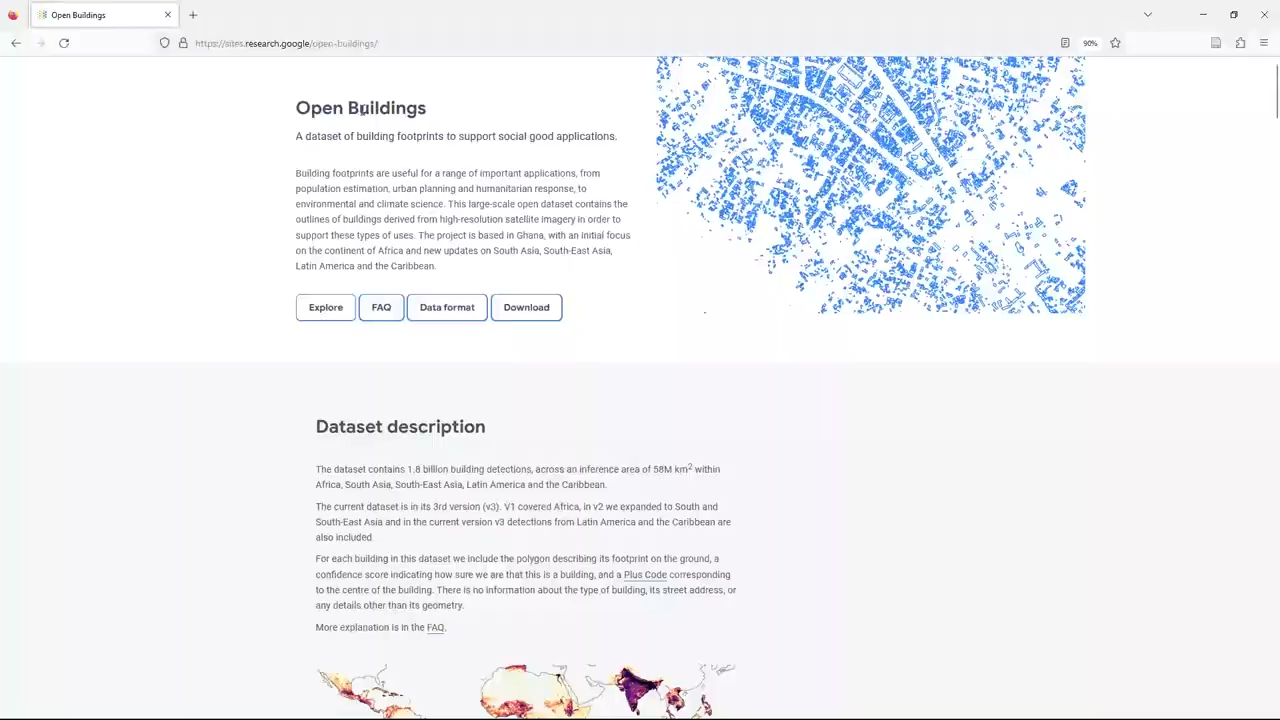 Open Buildings
https://sites.research.google/open-buildings/
90%
Open Buildings
A dataset of building footprints to support social good applications.
Building footprints are useful for a range of important applications, from
population estimation, urban planning and humanitarian response, to
environmental and climate science. This large-scale open dataset contains the
outlines of buildings derived from high-resolution satellite imagery in order to
support these types of uses. The project is based in Ghana, with an initial focus
on the continent of Africa and new updates on South Asia, South-East Asia,
Latin America and the Caribbean.
Explore FAQ Data format Download
Dataset description
The dataset contains 1.8 billion building detections, across an inference area of 58M km² within
Africa, South Asia, South-East Asia, Latin America and the Caribbean.
The current dataset is in its 3rd version (v3). V1 covered Africa, in v2 we expanded to South and
South-East Asia and in the current version v3 detections from Latin America and the Caribbean are
also included.
For each building in this dataset we include the polygon describing its footprint on the ground, a
confidence score indicating how sure we are that this is a building, and a Plus Code corresponding
to the centre of the building. There is no information about the type of building, its street address, or
any details other than its geometry.
More explanation is in the FAQ.